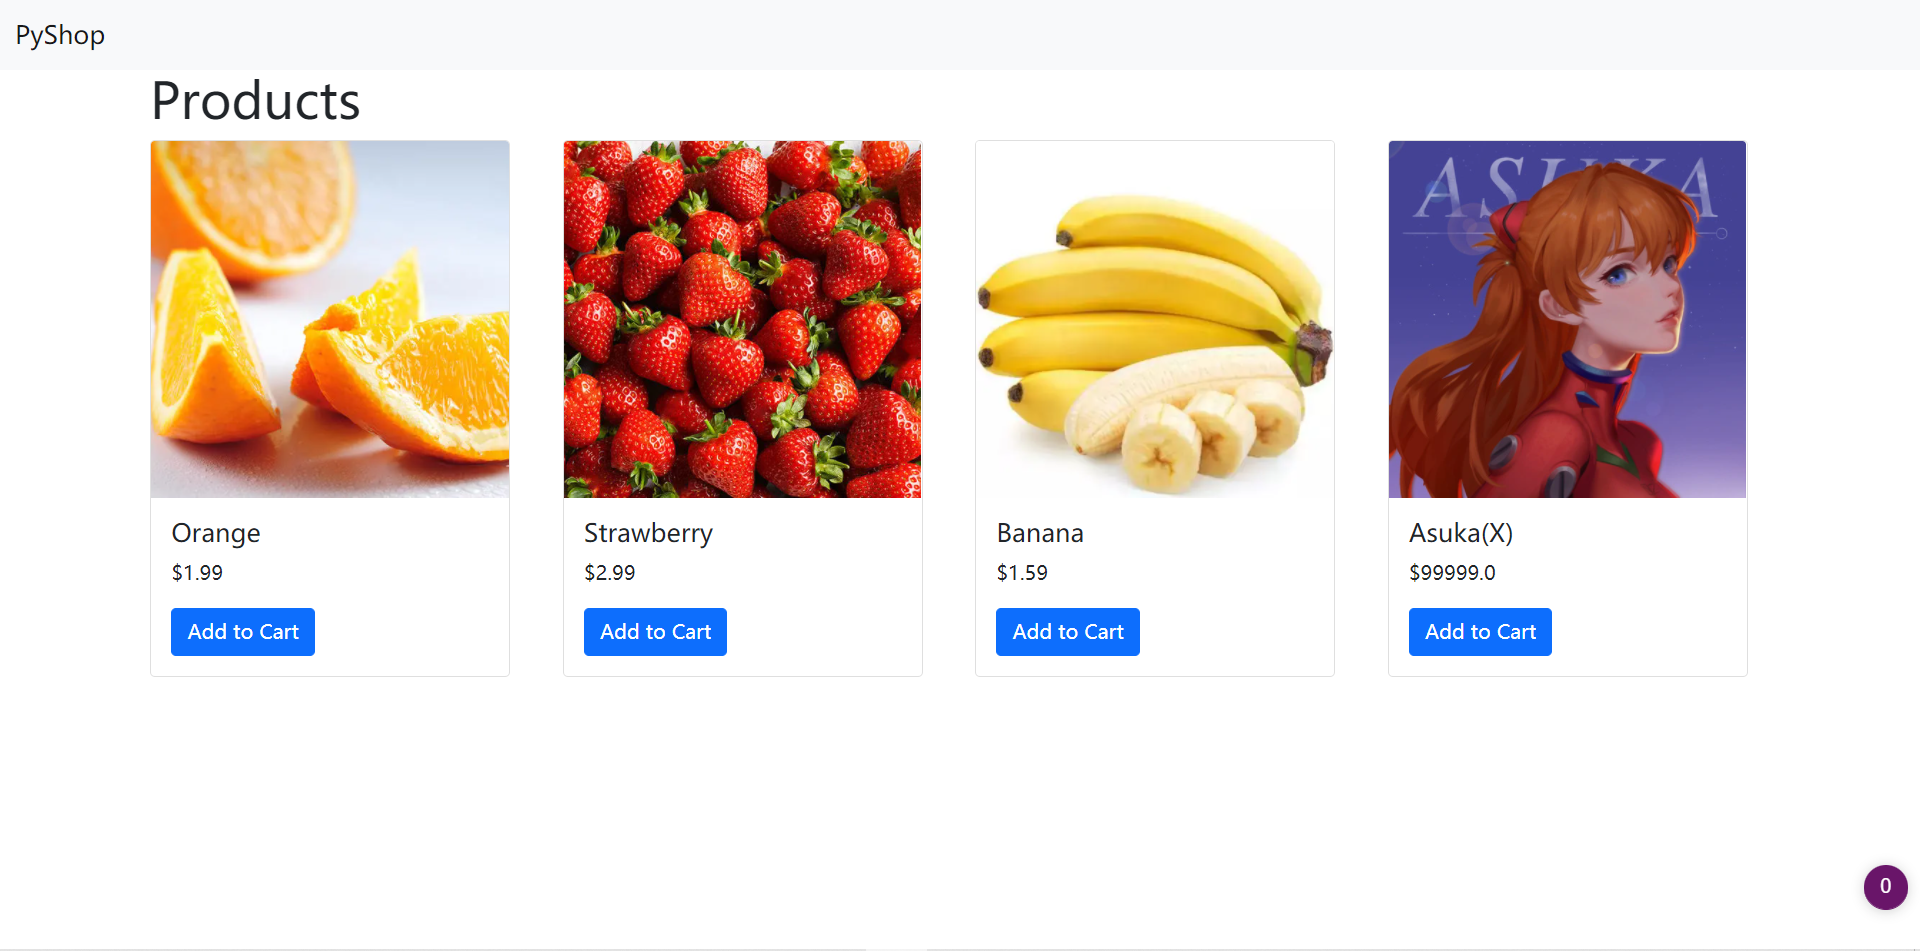 PyShop
Products
ASUKA
Orange
$1.99
Add to Cart
Strawberry
$2.99
Add to Cart
Banana
$1.59
Add to Cart
Asuka(X)
$99999.0
Add to Cart
0